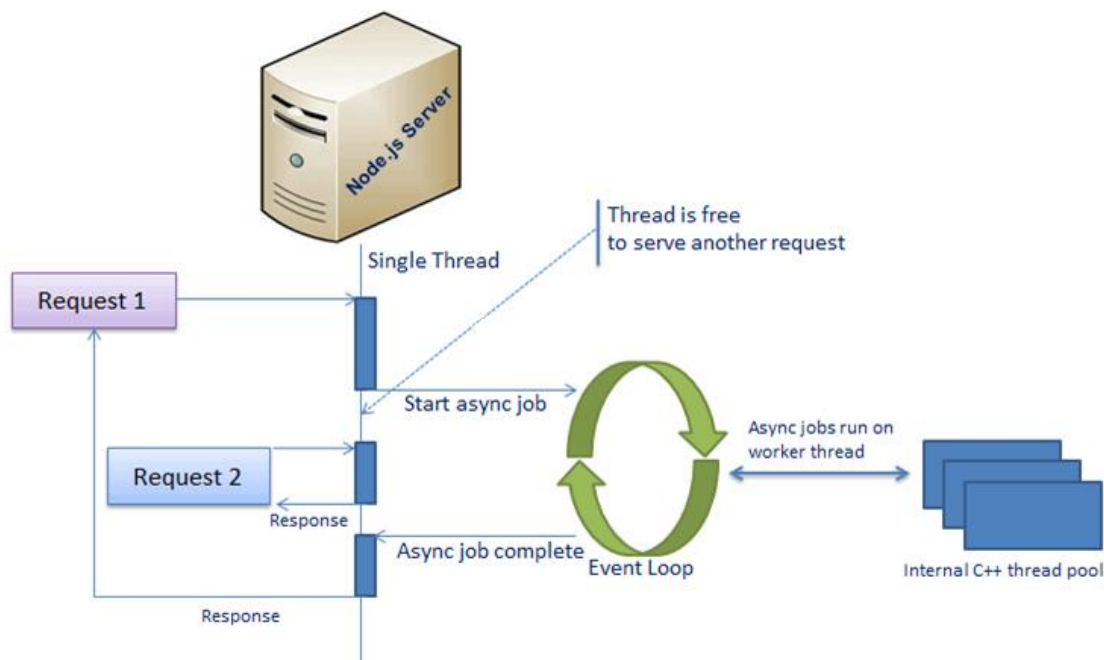 Node.js Server
Thread is free
to serve another request
Single Thread
Request 1
Start async job
Async jobs run on
worker thread
Request 2
Response
Async job complete
Event Loop
Internal C++ thread pool
Response